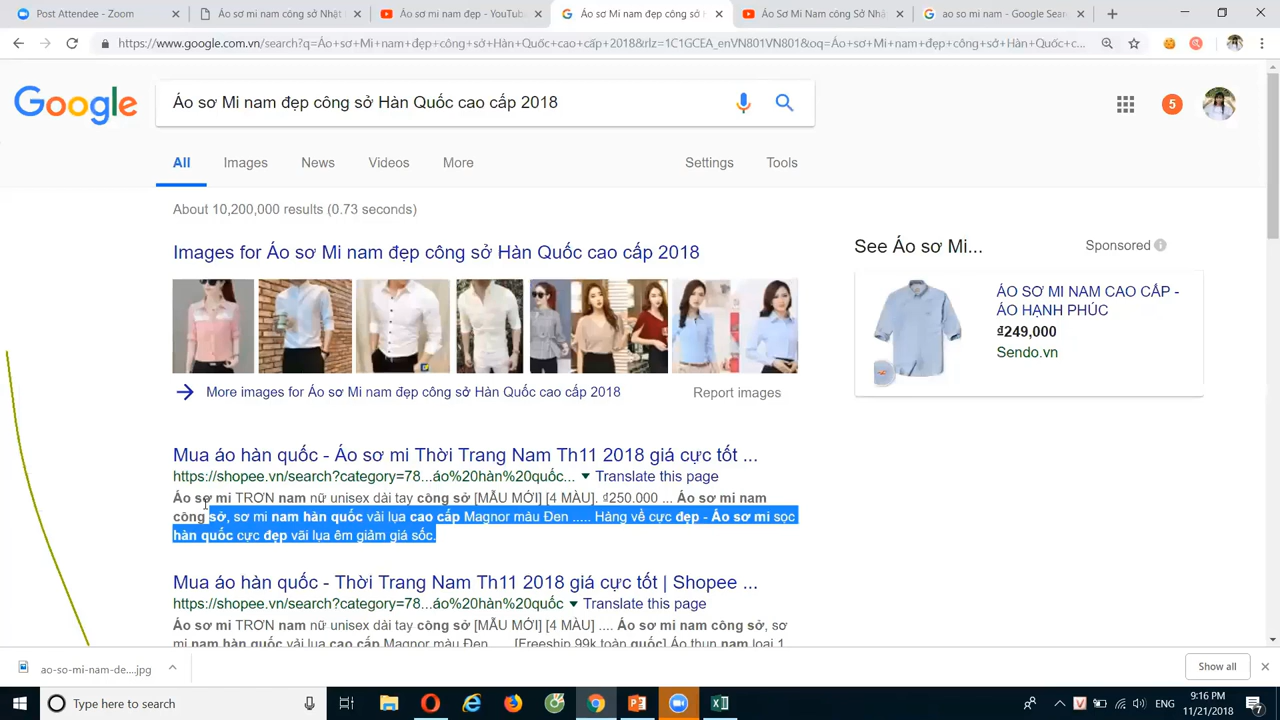 Post Attendee - Zoom
Áo sơ mi nam công sở Nhật
Áo sơ mi nam đẹp - YouTube
Áo sơ Mi nam đẹp công sở H
Áo Sơ Mi Nam Công Sở Nhậ
ao so mi nam - Google Sear
https://www.google.com.vn/search?q=Áo+sơ+Mi+nam+đẹp+công+sở+Hàn+Quốc+cao+cấp+2018&rlz=1C1GCEA_enVN801VN801&oq=Áo+sơ+Mi+nam+đẹp+công+sở+Hàn+Quốc+c...
Google
Áo sơ Mi nam đẹp công sở Hàn Quốc cao cấp 2018
5
All Images News Videos More Settings Tools
About 10,200,000 results (0.73 seconds)
Images for Áo sơ Mi nam đẹp công sở Hàn Quốc cao cấp 2018
More images for Áo sơ Mi nam đẹp công sở Hàn Quốc cao cấp 2018
Report images
See Áo sơ Mi...
Sponsored
ÁO SƠ MI NAM CAO CẤP -
ÁO HẠNH PHÚC
₫249,000
Sendo.vn
Mua áo hàn quốc - Áo sơ mi Thời Trang Nam Th11 2018 giá cực tốt ...
https://shopee.vn/search?category=78...áo%20hàn%20quốc... Translate this page
Áo sơ mi TRƠN nam nữ unisex dài tay công sở [MẪU MỚI] [4 MÀU]. ₫250.000 ... Áo sơ mi nam
công sở, sơ mi nam hàn quốc vải lụa cao cấp Magnor màu Đen ..... Hàng về cực đẹp - Áo sơ mi sọc
hàn quốc cực đẹp vãi lụa êm giảm giá sốc.
Mua áo hàn quốc - Thời Trang Nam Th11 2018 giá cực tốt | Shopee ...
https://shopee.vn/search?category=78...áo%20hàn%20quốc Translate this page
Áo sơ mi TRƠN nam nữ unisex dài tay công sở [MẪU MỚI] [4 MÀU] .... Áo sơ mi nam công sở, sơ
mi nam hàn quốc vải lụa cao cấp Magnor màu Đen ... [Freeship 99k toàn quốc] Áo thun nam loại 1
ao-so-mi-nam-de....jpg
Show all
Type here to search
ENG
9:16 PM
11/21/2018
7